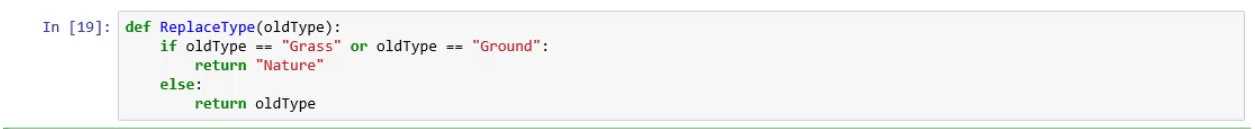 In [19]: def ReplaceType(oldType):
    if oldType == "Grass" or oldType == "Ground":
        return "Nature"
    else:
        return oldType